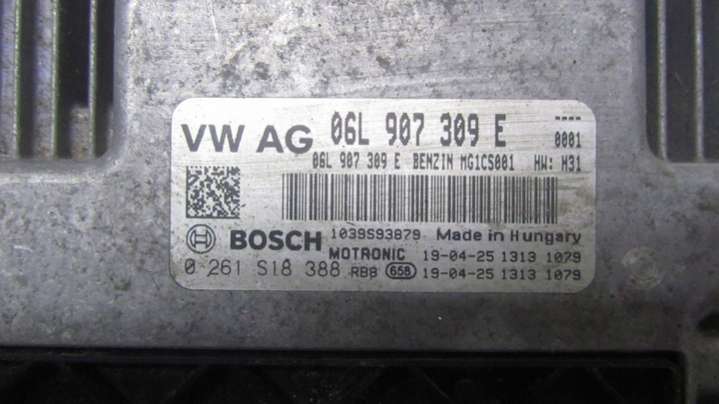 VW AG 06L 907 309 E ----
0001
06L 907 309 E BENZIN MG1CS001 HW: H31
BOSCH 1039S93879 Made in Hungary
MOTRONIC 19-04-25 1313 1079
0 261 S18 388 RBB 658 19-04-25 1313 1079